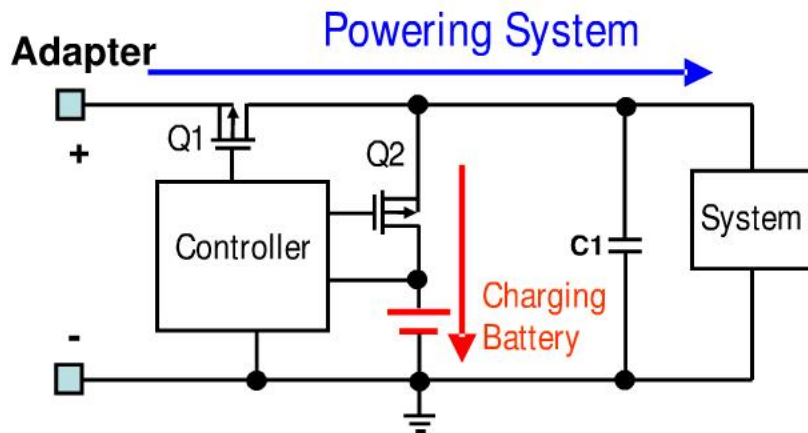 Powering System
Adapter
+
Q1
Q2
Controller
C1
System
Charging
Battery
-